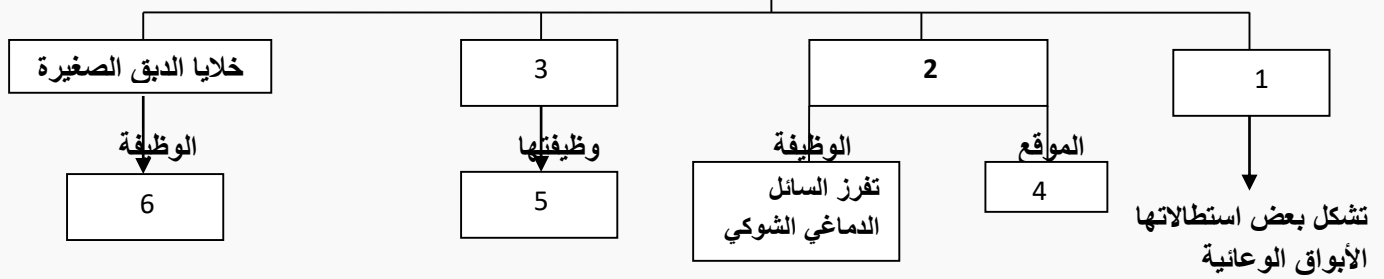 خلايا الدبق الصغيرة
3
2
1
الوظيفة
وظيفتها
الوظيفة
الموقع
6
5
تفرز السائل
الدماغي الشوكي
4
تشكل بعض استطالاتها
الأبواق الوعائية